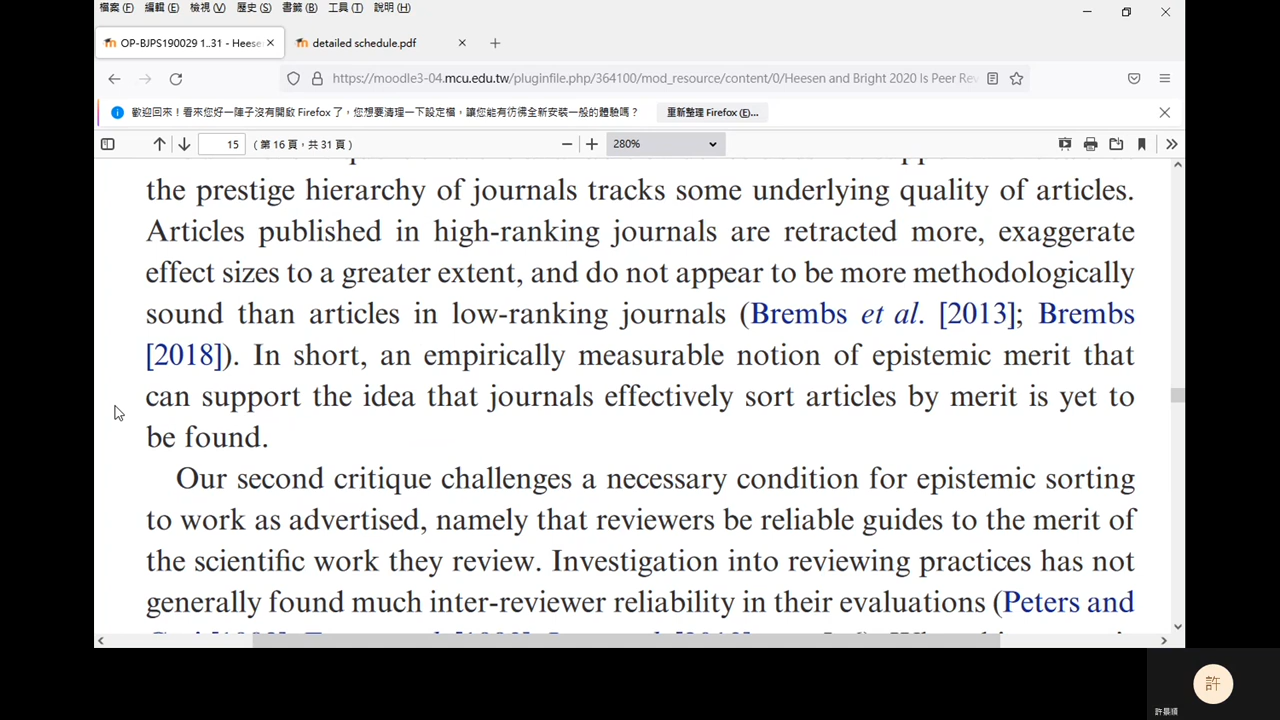 檔案(F) 編輯(E) 檢視(V) 歷史(S) 書籤(B) 工具(T) 說明(H)
OP-BJPS190029 1..31 - Heese
detailed schedule.pdf
https://moodle3-04.mcu.edu.tw/pluginfile.php/364100/mod_resource/content/0/Heesen and Bright 2020 Is Peer Re
歡迎回來！看來您好一陣子沒有開啟 Firefox 了，您想要清理一下設定檔，讓您能有彷彿全新安裝一般的體驗嗎？ 重新整理 Firefox (E)...
15 (第 16 頁，共 31 頁) 280%
the prestige hierarchy of journals tracks some underlying quality of articles.
Articles published in high-ranking journals are retracted more, exaggerate
effect sizes to a greater extent, and do not appear to be more methodologically
sound than articles in low-ranking journals (Brembs et al. [2013]; Brembs
[2018]). In short, an empirically measurable notion of epistemic merit that
can support the idea that journals effectively sort articles by merit is yet to
be found.
Our second critique challenges a necessary condition for epistemic sorting
to work as advertised, namely that reviewers be reliable guides to the merit of
the scientific work they review. Investigation into reviewing practices has not
generally found much inter-reviewer reliability in their evaluations (Peters and
許